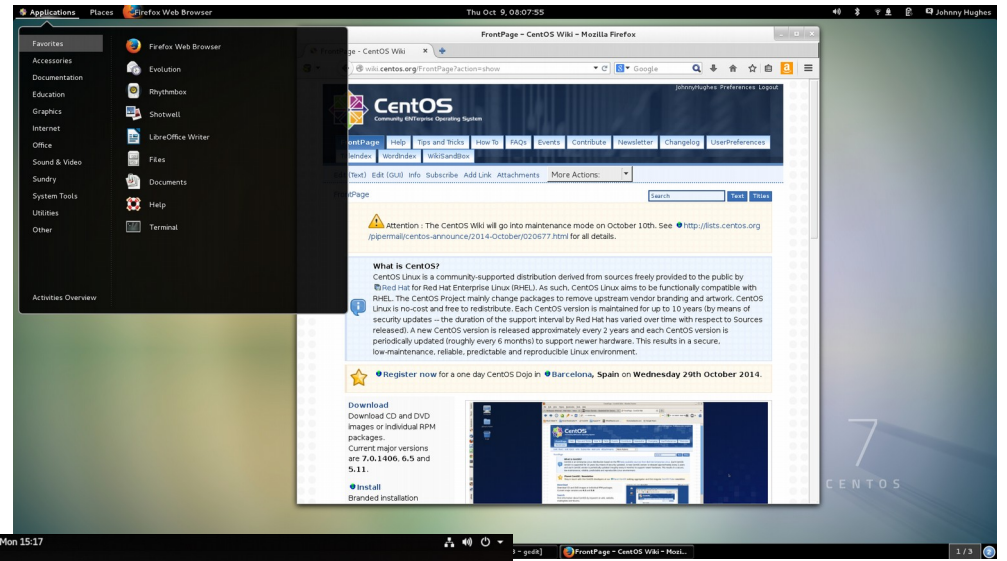 Applications Places Firefox Web Browser Thu Oct 9, 08:07:55 Johnny Hughes
Favorites
Accessories
Documentation
Education
Graphics
Internet
Office
Sound & Video
Sundry
System Tools
Utilities
Other
Activities Overview
Firefox Web Browser
Evolution
Rhythmbox
Shotwell
LibreOffice Writer
Files
Documents
Help
Terminal
FrontPage - CentOS Wiki - Mozilla Firefox
ge - CentOS Wiki
wiki.centos.org/FrontPage?action=show Google
JohnnyHughes Preferences Logout
CentOS
Community ENTerprise Operating System
ontPage Help Tips and Tricks How To FAQs Events Contribute Newsletter Changelog UserPreferences
leIndex WordIndex WikiSandBox
(Text) Edit (GUI) Info Subscribe Add Link Attachments More Actions:
ntPage Search Text Titles
Attention : The CentOS Wiki will go into maintenance mode on October 10th. See http://lists.centos.org
/pipermail/centos-announce/2014-October/020677.html for all details.
What is CentOS?
CentOS Linux is a community-supported distribution derived from sources freely provided to the public by
Red Hat for Red Hat Enterprise Linux (RHEL). As such, CentOS Linux aims to be functionally compatible with
RHEL. The CentOS Project mainly change packages to remove upstream vendor branding and artwork. CentOS
Linux is no-cost and free to redistribute. Each CentOS version is maintained for up to 10 years (by means of
security updates -- the duration of the support interval by Red Hat has varied over time with respect to Sources
released). A new CentOS version is released approximately every 2 years and each CentOS version is
periodically updated (roughly every 6 months) to support newer hardware. This results in a secure,
low-maintenance, reliable, predictable and reproducible Linux environment.
Register now for a one day CentOS Dojo in Barcelona, Spain on Wednesday 29th October 2014.
Download
Download CD and DVD
images or individual RPM
packages.
Current major versions
are 7.0.1406, 6.5 and
5.11.
Install
Branded installation
CentOS
7
CENTOS
Mon 15:17
- gedit] FrontPage - CentOS Wiki - Mozi... 1 / 3